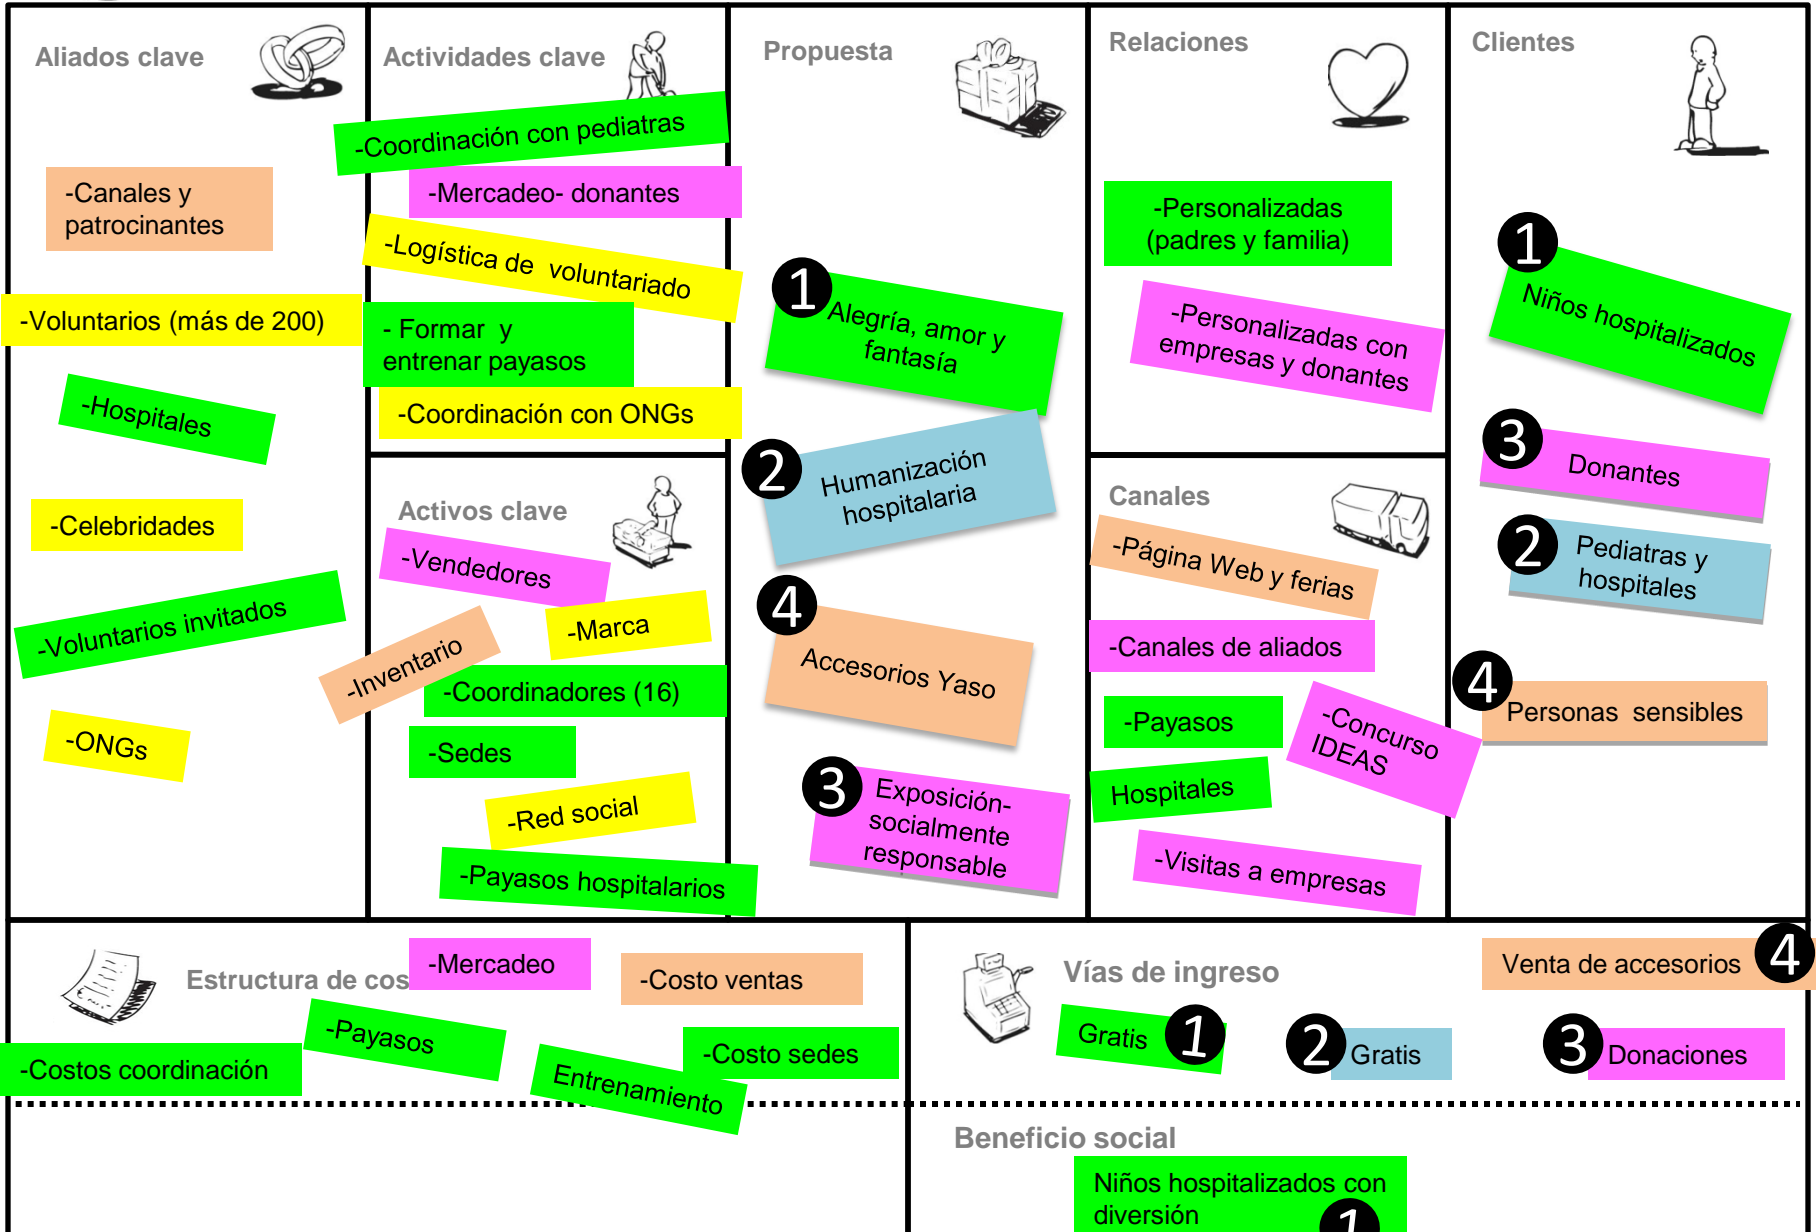 Aliados clave
-Canales y
patrocinantes
-Voluntarios (más de 200)
-Hospitales
-Celebridades
-Voluntarios invitados
-ONGs
Actividades clave
-Coordinación con pediatras
-Mercadeo- donantes
-Logística de voluntariado
- Formar y
entrenar payasos
-Coordinación con ONGs
Activos clave
-Vendedores
-Marca
-Inventario
-Coordinadores (16)
-Sedes
-Red social
-Payasos hospitalarios
Propuesta
1
Alegría, amor y
fantasía
2
Humanización
hospitalaria
4
Accesorios Yaso
3
Exposición-
socialmente
responsable
Relaciones
-Personalizadas
(padres y familia)
-Personalizadas con
empresas y donantes
Canales
-Página Web y ferias
-Canales de aliados
-Payasos
-Concurso
IDEAS
Hospitales
-Visitas a empresas
Clientes
1
Niños hospitalizados
3
Donantes
2
Pediatras y
hospitales
4
Personas sensibles
Estructura de cos
-Mercadeo
-Costo ventas
-Payasos
-Costo sedes
-Costos coordinación
Entrenamiento
Vías de ingreso
Venta de accesorios 4
Gratis 1
2 Gratis
3 Donaciones
Beneficio social
Niños hospitalizados con
diversión
1